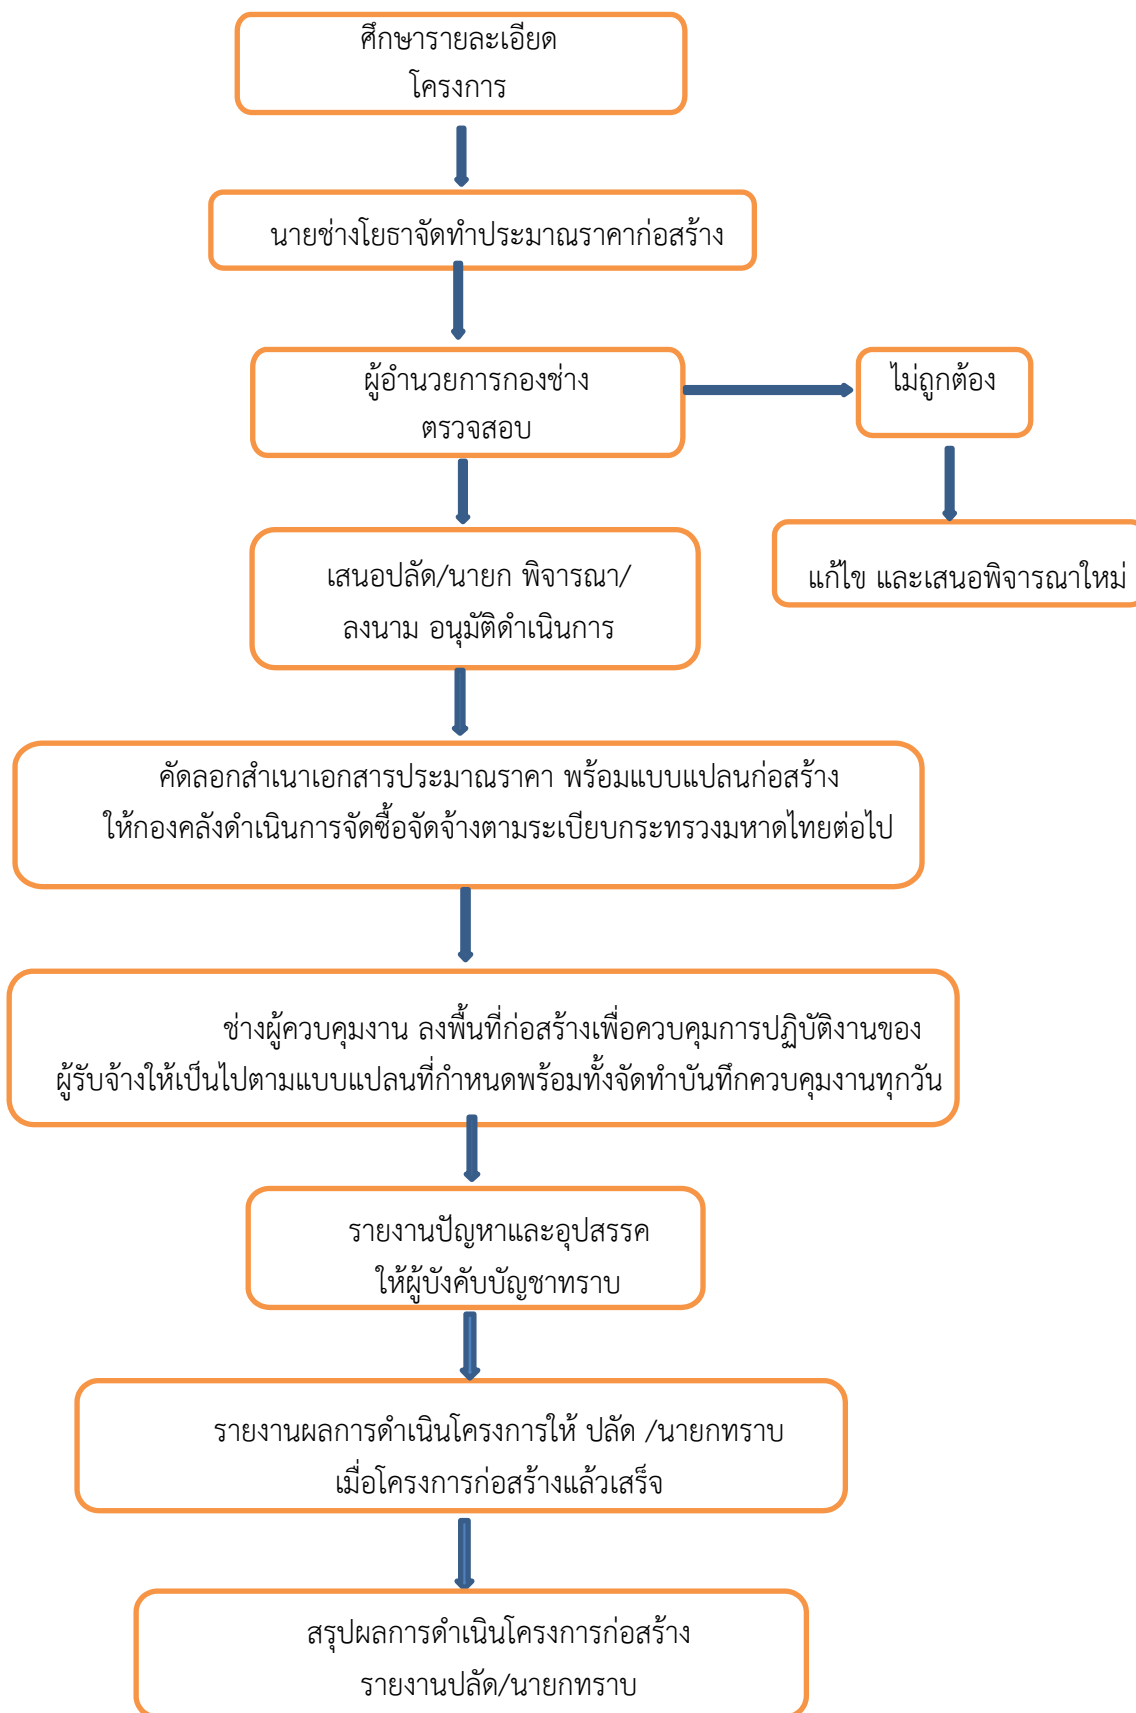 ศึกษารายละเอียด
โครงการ
นายช่างโยธาจัดทำประมาณราคาก่อสร้าง
ผู้อำนวยการกองช่าง
ตรวจสอบ
ไม่ถูกต้อง
แก้ไข และเสนอพิจารณาใหม่
เสนอปลัด/นายก พิจารณา/
ลงนาม อนุมัติดำเนินการ
คัดลอกสำเนาเอกสารประมาณราคา พร้อมแบบแปลนก่อสร้าง
ให้กองคลังดำเนินการจัดซื้อจัดจ้างตามระเบียบกระทรวงมหาดไทยต่อไป
ช่างผู้ควบคุมงาน ลงพื้นที่ก่อสร้างเพื่อควบคุมการปฏิบัติงานของ
ผู้รับจ้างให้เป็นไปตามแบบแปลนที่กำหนดพร้อมทั้งจัดทำบันทึกควบคุมงานทุกวัน
รายงานปัญหาและอุปสรรค
ให้ผู้บังคับบัญชาทราบ
รายงานผลการดำเนินโครงการให้ ปลัด /นายกทราบ
เมื่อโครงการก่อสร้างแล้วเสร็จ
สรุปผลการดำเนินโครงการก่อสร้าง
รายงานปลัด/นายกทราบ